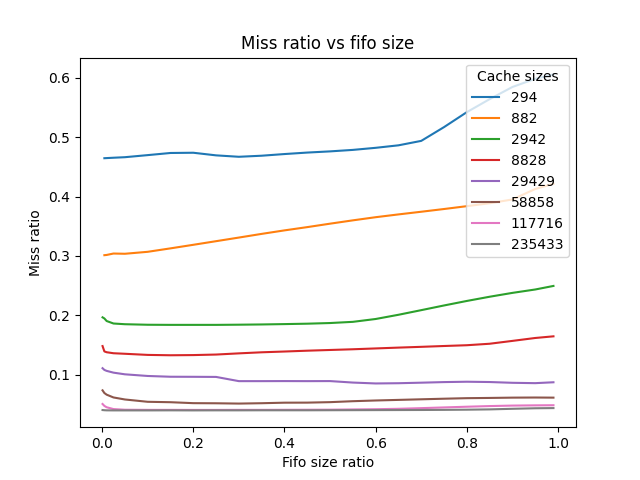 Miss ratio vs fifo size
Cache sizes
294
882
2942
8828
29429
58858
117716
235433
Miss ratio
0.6
0.5
0.4
0.3
0.2
0.1
0.0 0.2 0.4 0.6 0.8 1.0
Fifo size ratio